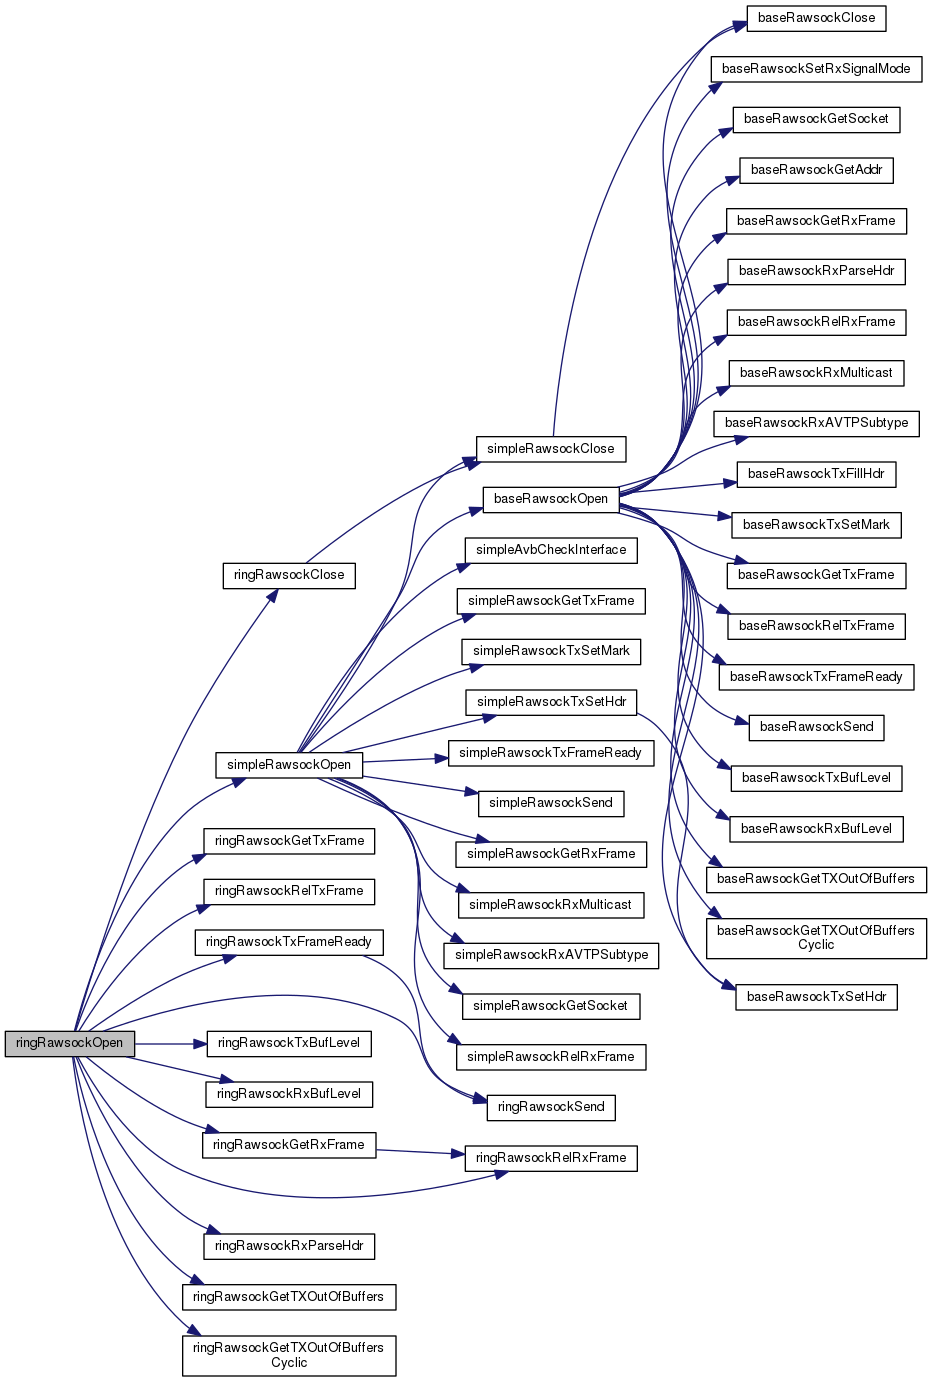 baseRawsockClose
baseRawsockSetRxSignalMode
baseRawsockGetSocket
baseRawsockGetAddr
baseRawsockGetRxFrame
baseRawsockRxParseHdr
baseRawsockRelRxFrame
baseRawsockRxMulticast
baseRawsockRxAVTPSubtype
simpleRawsockClose
baseRawsockTxFillHdr
baseRawsockOpen
baseRawsockTxSetMark
simpleAvbCheckInterface
ringRawsockClose
baseRawsockGetTxFrame
simpleRawsockGetTxFrame
baseRawsockRelTxFrame
simpleRawsockTxSetMark
baseRawsockTxFrameReady
simpleRawsockTxSetHdr
baseRawsockSend
simpleRawsockOpen
simpleRawsockTxFrameReady
baseRawsockTxBufLevel
simpleRawsockSend
baseRawsockRxBufLevel
ringRawsockGetTxFrame
simpleRawsockGetRxFrame
baseRawsockGetTXOutOfBuffers
ringRawsockRelTxFrame
simpleRawsockRxMulticast
baseRawsockGetTXOutOfBuffers
Cyclic
ringRawsockTxFrameReady
simpleRawsockRxAVTPSubtype
baseRawsockTxSetHdr
simpleRawsockGetSocket
ringRawsockOpen
ringRawsockTxBufLevel
simpleRawsockRelRxFrame
ringRawsockRxBufLevel
ringRawsockSend
ringRawsockGetRxFrame
ringRawsockRelRxFrame
ringRawsockRxParseHdr
ringRawsockGetTXOutOfBuffers
ringRawsockGetTXOutOfBuffers
Cyclic